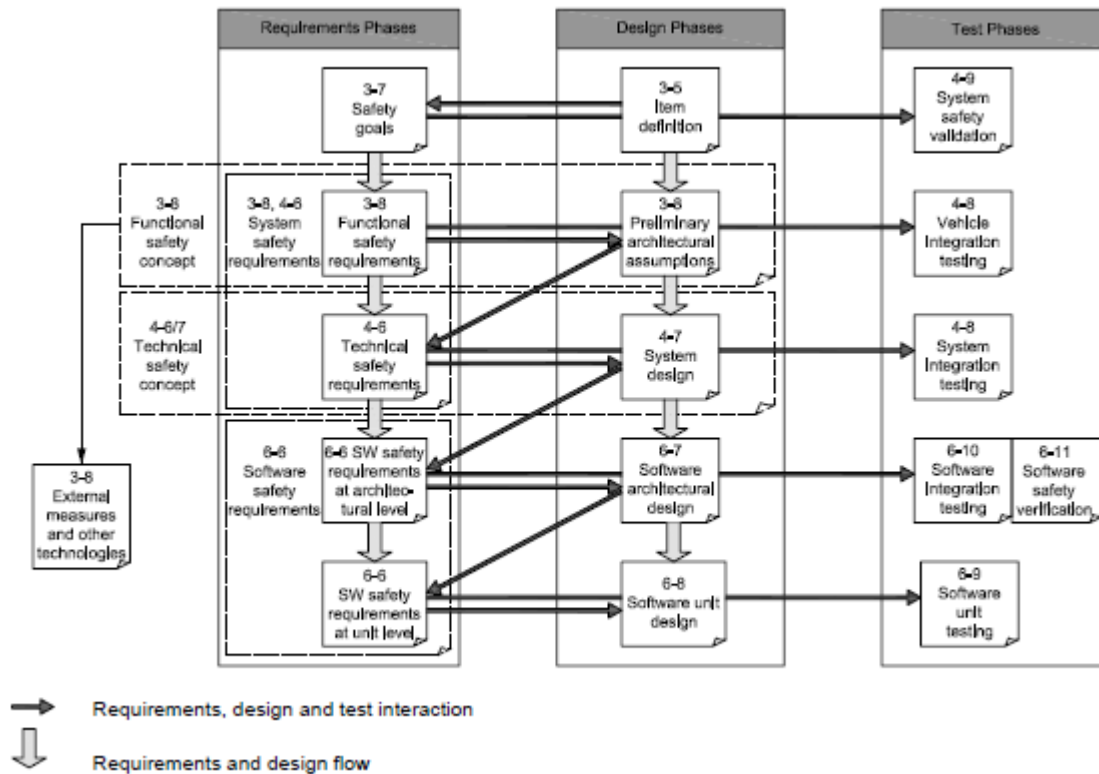 Requirements Phases
Design Phases
Test Phases
3-7
Safety
goals
3-5
Item
definition
4-9
System
safety
validation
3-8
Functional
safety
concept
3-8, 4-6
System
safety
requirements
3-8
Functional
safety
requirements
3-8
Preliminary
architectural
assumptions
4-8
Vehicle
integration
testing
4-6/7
Technical
safety
concept
4-6
Technical
safety
requirements
4-7
System
design
4-8
System
integration
testing
3-8
External
measures
and other
technologies
6-6
Software
safety
requirements
6-6 SW safety
requirements
at architec-
tural level
6-7
Software
architectural
design
6-10
Software
integration
testing
6-11
Software
safety
verification
6-6
SW safety
requirements
at unit level
6-8
Software unit
design
6-9
Software
unit
testing
Requirements, design and test interaction
Requirements and design flow